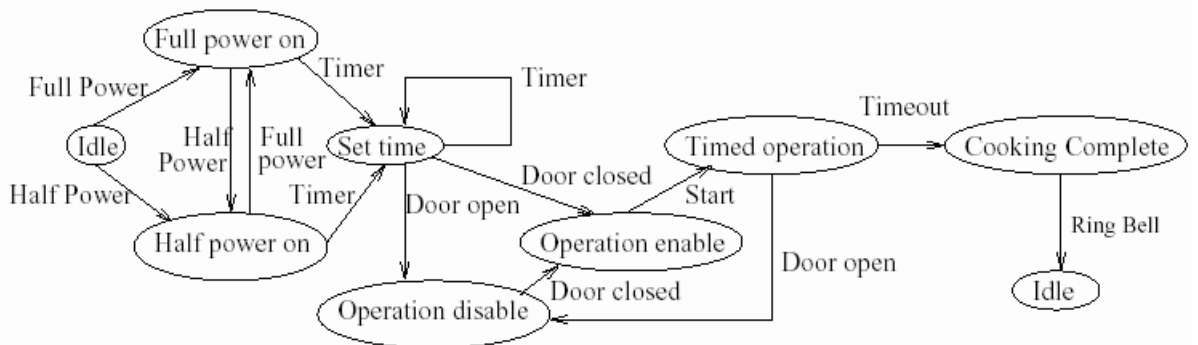 Full power on
Full Power
Timer
Timer
Timeout
Idle
Half
Power
Full
power
Set time
Timed operation
Cooking Complete
Half Power
Timer
Door closed
Start
Door open
Half power on
Operation enable
Ring Bell
Door open
Door closed
Operation disable
Idle